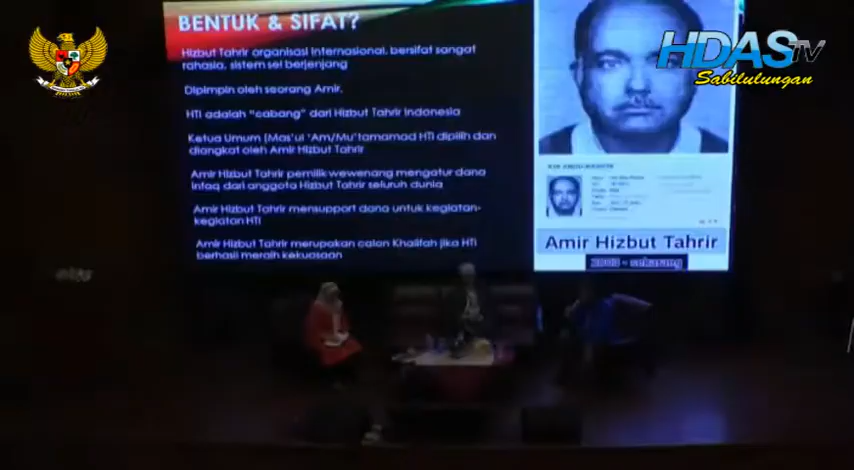 BENTUK & SIFAT?
Hizbut Tahrir organisasi internasional, bersifat sangat
rahasia, sistem sel berjenjang
Dipimpin oleh seorang Amir.
HTI adalah "cabang" dari Hizbut Tahrir Indonesia
Ketua Umum (Mas'ul 'Am/Mu'tamamad HTI dipilih dan
diangkat oleh Amir Hizbut Tahrir
Amir Hizbut Tahrir pemilik wewenang mengatur dana
infaq dari anggota Hizbut Tahrir seluruh dunia
Amir Hizbut Tahrir mensupport dana untuk kegiatan-
kegiatan HTI
Amir Hizbut Tahrir merupakan calon Khalifah jika HTI
berhasil meraih kekuasaan
HDAS TV
Sabilulungan
Amir Hizbut Tahrir
2003 - sekarang